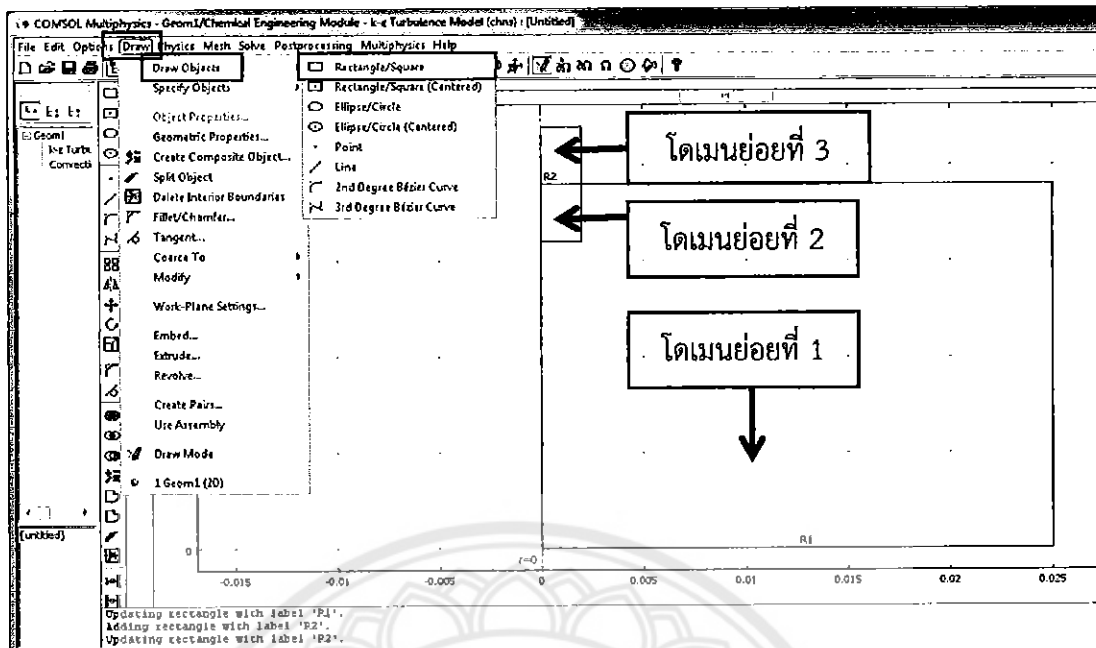 COMSOL Multiphysics - Geom1/Chemical Engineering Module - k-ε Turbulence Model (chns) : [Untitled]
File Edit Options Draw Physics Mesh Solve Postprocessing Multiphysics Help
Draw Objects
Specify Objects
Object Properties...
Geometric Properties...
Create Composite Object...
Split Object
Delete Interior Boundaries
Fillet/Chamfer...
Tangent...
Coerce To
Modify
Work-Plane Settings...
Embed...
Extrude...
Revolve...
Create Pairs...
Use Assembly
Draw Mode
1 Geom1 (2D)
Rectangle/Square
Rectangle/Square (Centered)
Ellipse/Circle
Ellipse/Circle (Centered)
Point
Line
2nd Degree Bézier Curve
3rd Degree Bézier Curve
Geom1
k-ε Turbu
Convecti
[untitled]
R2
โดเมนย่อยที่ 3
โดเมนย่อยที่ 2
โดเมนย่อยที่ 1
R1
0
r=0
-0.015 -0.01 -0.005 0 0.005 0.01 0.015 0.02 0.025
Updating rectangle with label 'R1'.
Adding rectangle with label 'R2'.
Updating rectangle with label 'R2'.